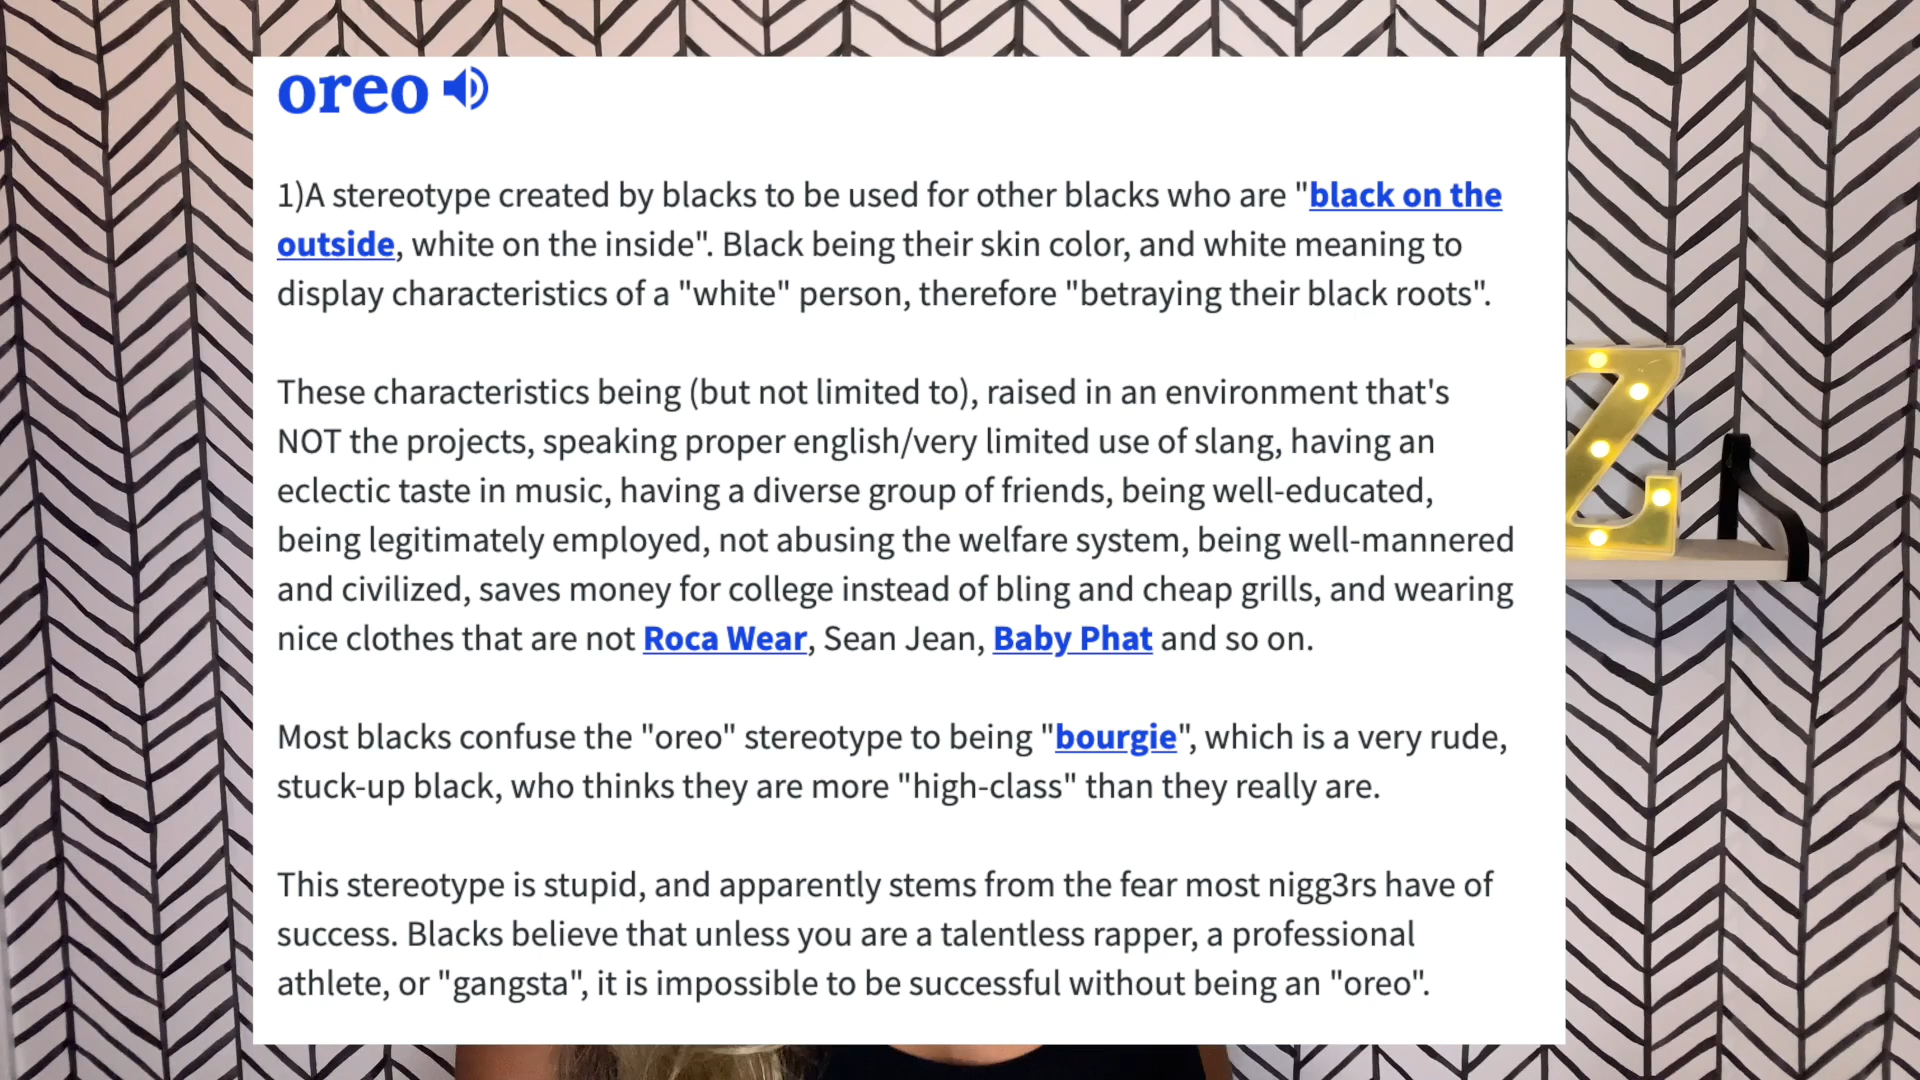 oreo
1)A stereotype created by blacks to be used for other blacks who are "black on the
outside, white on the inside". Black being their skin color, and white meaning to
display characteristics of a "white" person, therefore "betraying their black roots".
These characteristics being (but not limited to), raised in an environment that's
NOT the projects, speaking proper english/very limited use of slang, having an
eclectic taste in music, having a diverse group of friends, being well-educated,
being legitimately employed, not abusing the welfare system, being well-mannered
and civilized, saves money for college instead of bling and cheap grills, and wearing
nice clothes that are not Roca Wear, Sean Jean, Baby Phat and so on.
Most blacks confuse the "oreo" stereotype to being "bourgie", which is a very rude,
stuck-up black, who thinks they are more "high-class" than they really are.
This stereotype is stupid, and apparently stems from the fear most nigg3rs have of
success. Blacks believe that unless you are a talentless rapper, a professional
athlete, or "gangsta", it is impossible to be successful without being an "oreo".
Z